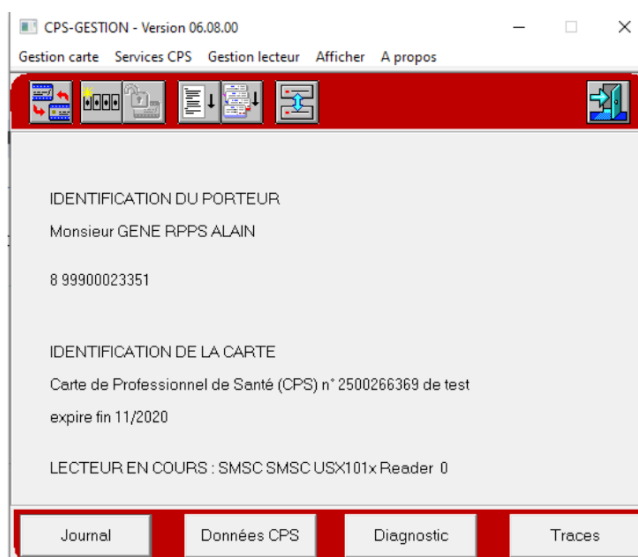 CPS-GESTION - Version 06.08.00
Gestion carte Services CPS Gestion lecteur Afficher A propos
IDENTIFICATION DU PORTEUR
Monsieur GENE RPPS ALAIN
8 99900023351
IDENTIFICATION DE LA CARTE
Carte de Professionnel de Santé (CPS) n° 2500266369 de test
expire fin 11/2020
LECTEUR EN COURS : SMSC SMSC USX101x Reader 0
Journal Données CPS Diagnostic Traces